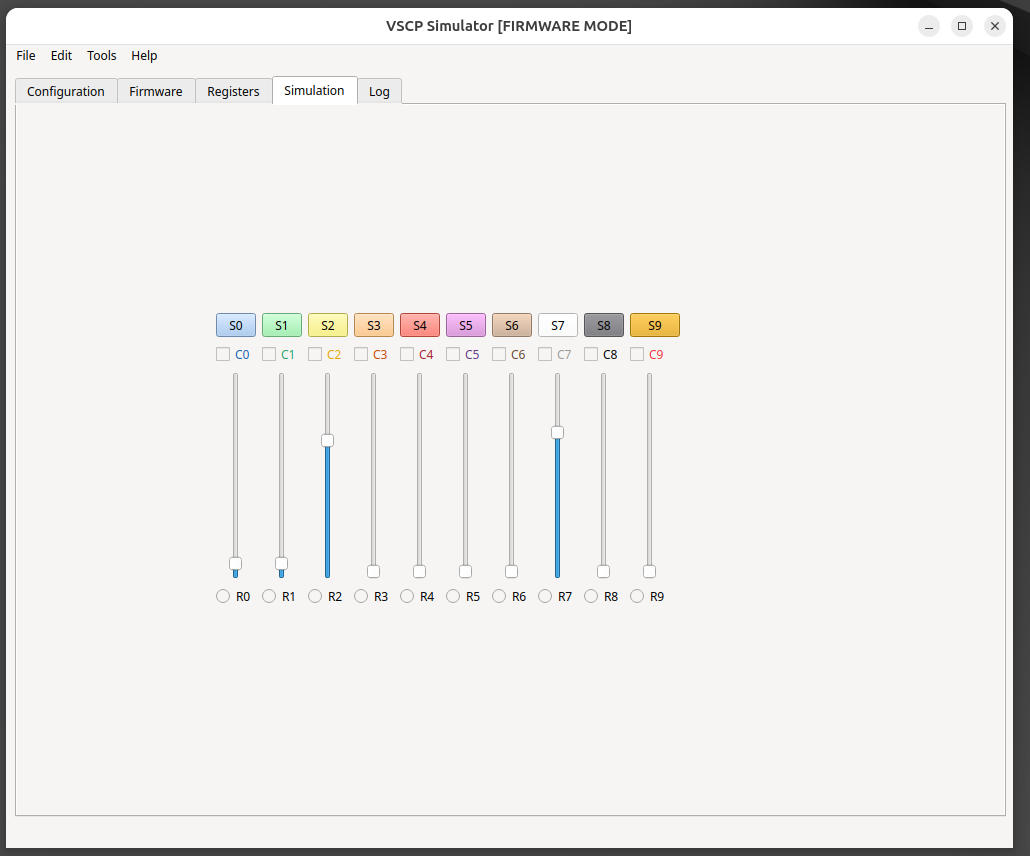 VSCP Simulator [FIRMWARE MODE]
File Edit Tools Help
Configuration Firmware Registers Simulation Log
S0 S1 S2 S3 S4 S5 S6 S7 S8 S9
C0 C1 C2 C3 C4 C5 C6 C7 C8 C9
R0 R1 R2 R3 R4 R5 R6 R7 R8 R9